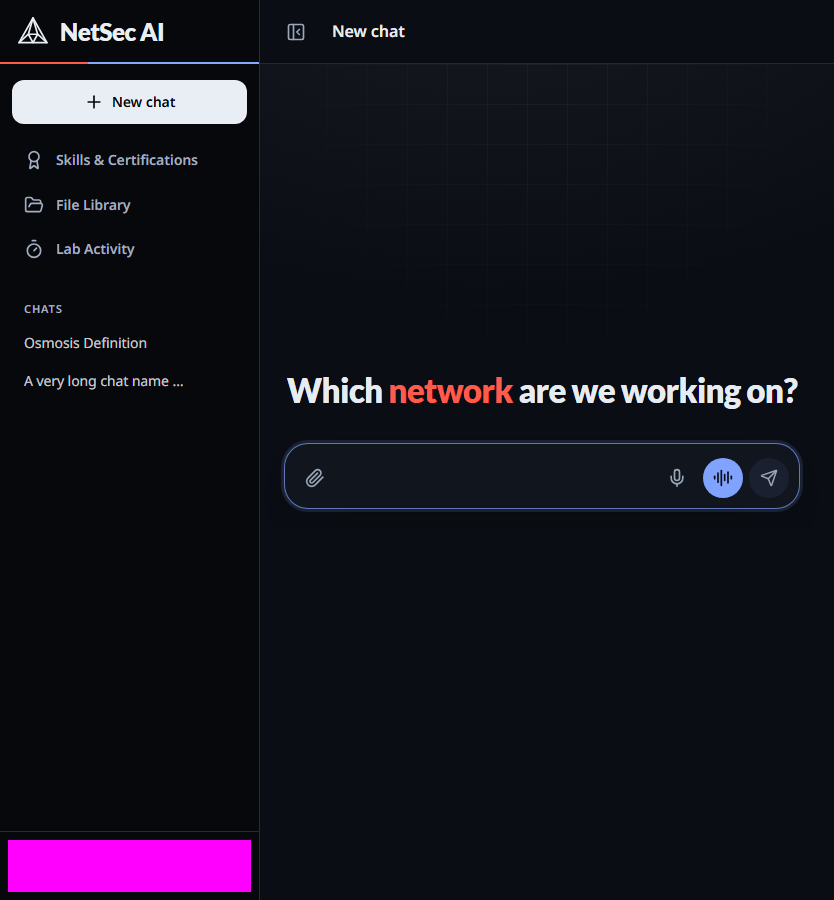 NetSec AI
New chat
New chat
Skills & Certifications
File Library
Lab Activity
CHATS
Osmosis Definition
A very long chat name ...
Which network are we working on?